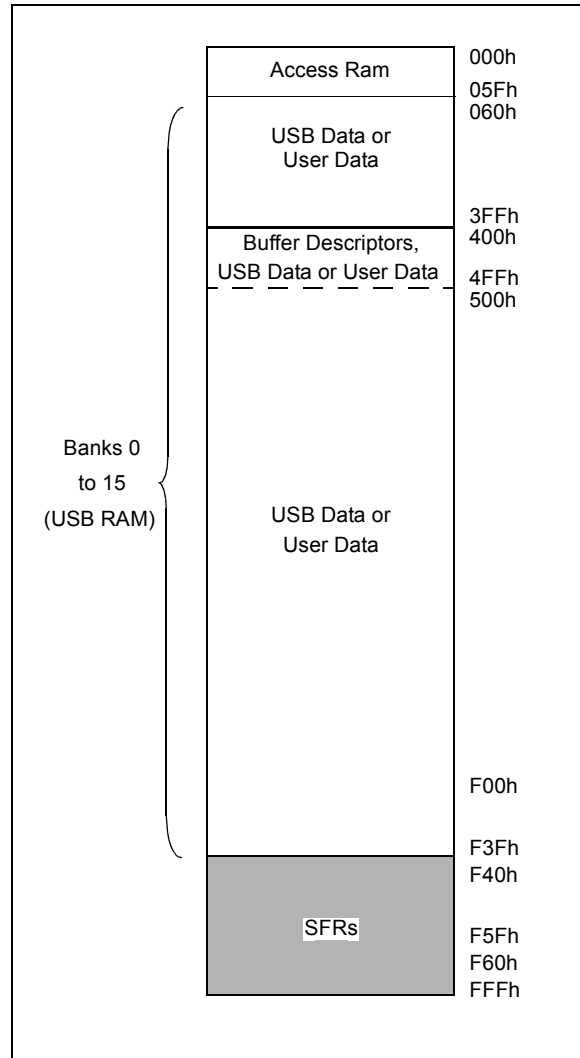 Access Ram
000h
05Fh
060h
USB Data or
User Data
3FFh
400h
Buffer Descriptors,
USB Data or User Data
4FFh
500h
Banks 0
to 15
(USB RAM)
USB Data or
User Data
F00h
F3Fh
F40h
SFRs
F5Fh
F60h
FFFh